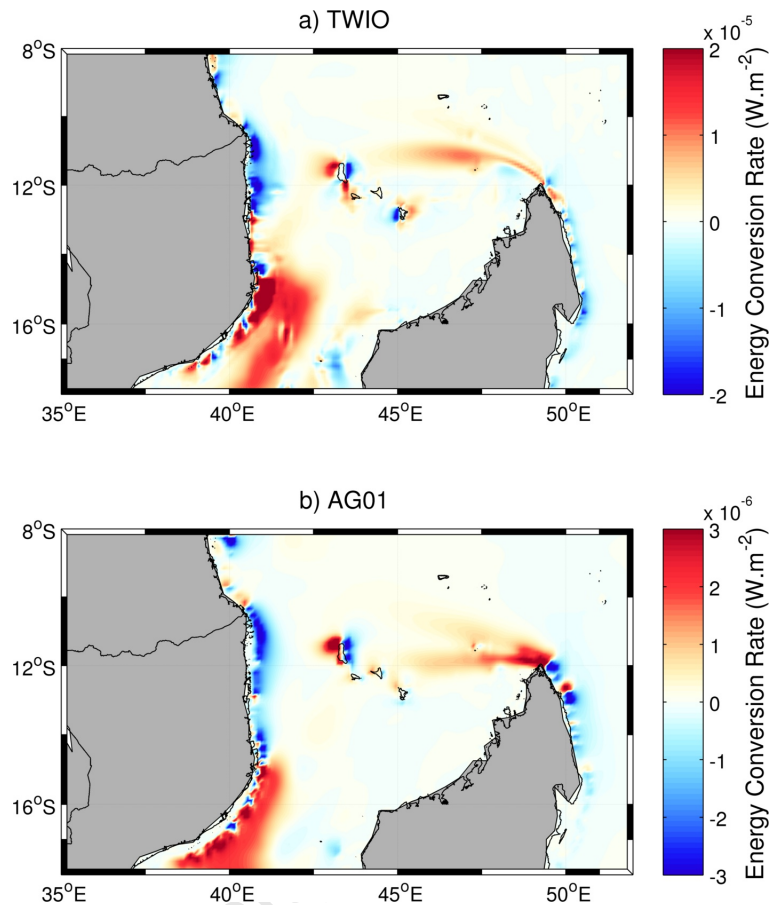 a) TWIO
x 10⁻⁵
8°S
12°S
16°S
35°E
40°E
45°E
50°E
2
1
0
-1
-2
Energy Conversion Rate (W.m⁻²)
b) AG01
x 10⁻⁶
8°S
12°S
16°S
35°E
40°E
45°E
50°E
3
2
1
0
-1
-2
-3
Energy Conversion Rate (W.m⁻²)